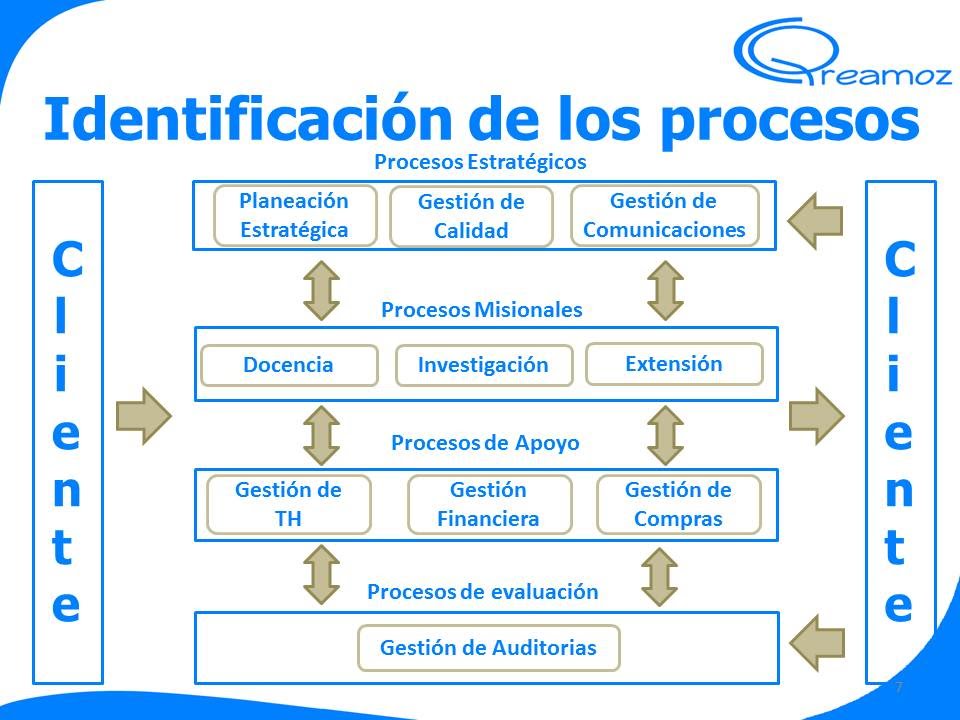 Qreamoz
Identificación de los procesos
Procesos Estratégicos
Cliente
Planeación
Estratégica
Gestión de
Calidad
Gestión de
Comunicaciones
Procesos Misionales
Docencia
Investigación
Extensión
Procesos de Apoyo
Gestión de
TH
Gestión
Financiera
Gestión de
Compras
Procesos de evaluación
Gestión de Auditorias
Cliente
7